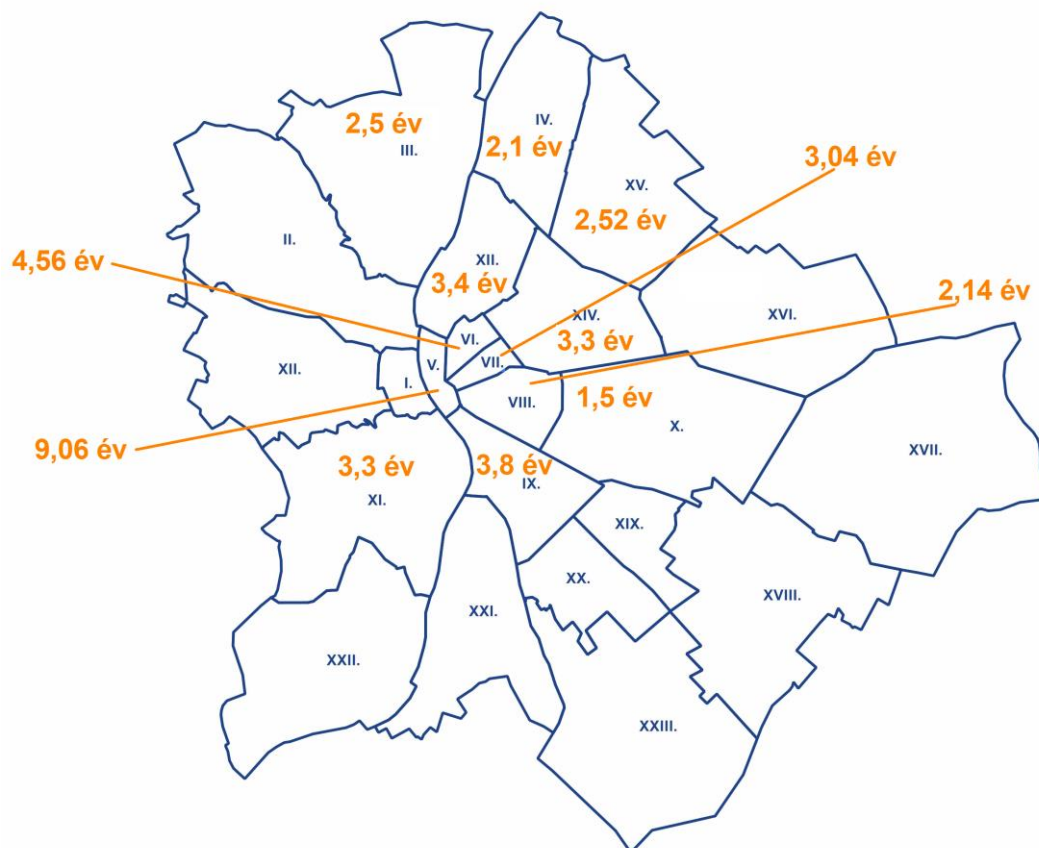 2,5 év
III.
IV.
2,1 év
3,04 év
XV.
2,52 év
II.
4,56 év
XII.
3,4 év
2,14 év
XIV.
3,3 év
XVI.
VI.
V.
VII.
XII.
I.
1,5 év
VIII.
X.
9,06 év
XVII.
3,3 év
XI.
3,8 év
IX.
XIX.
XX.
XVIII.
XXI.
XXII.
XXIII.